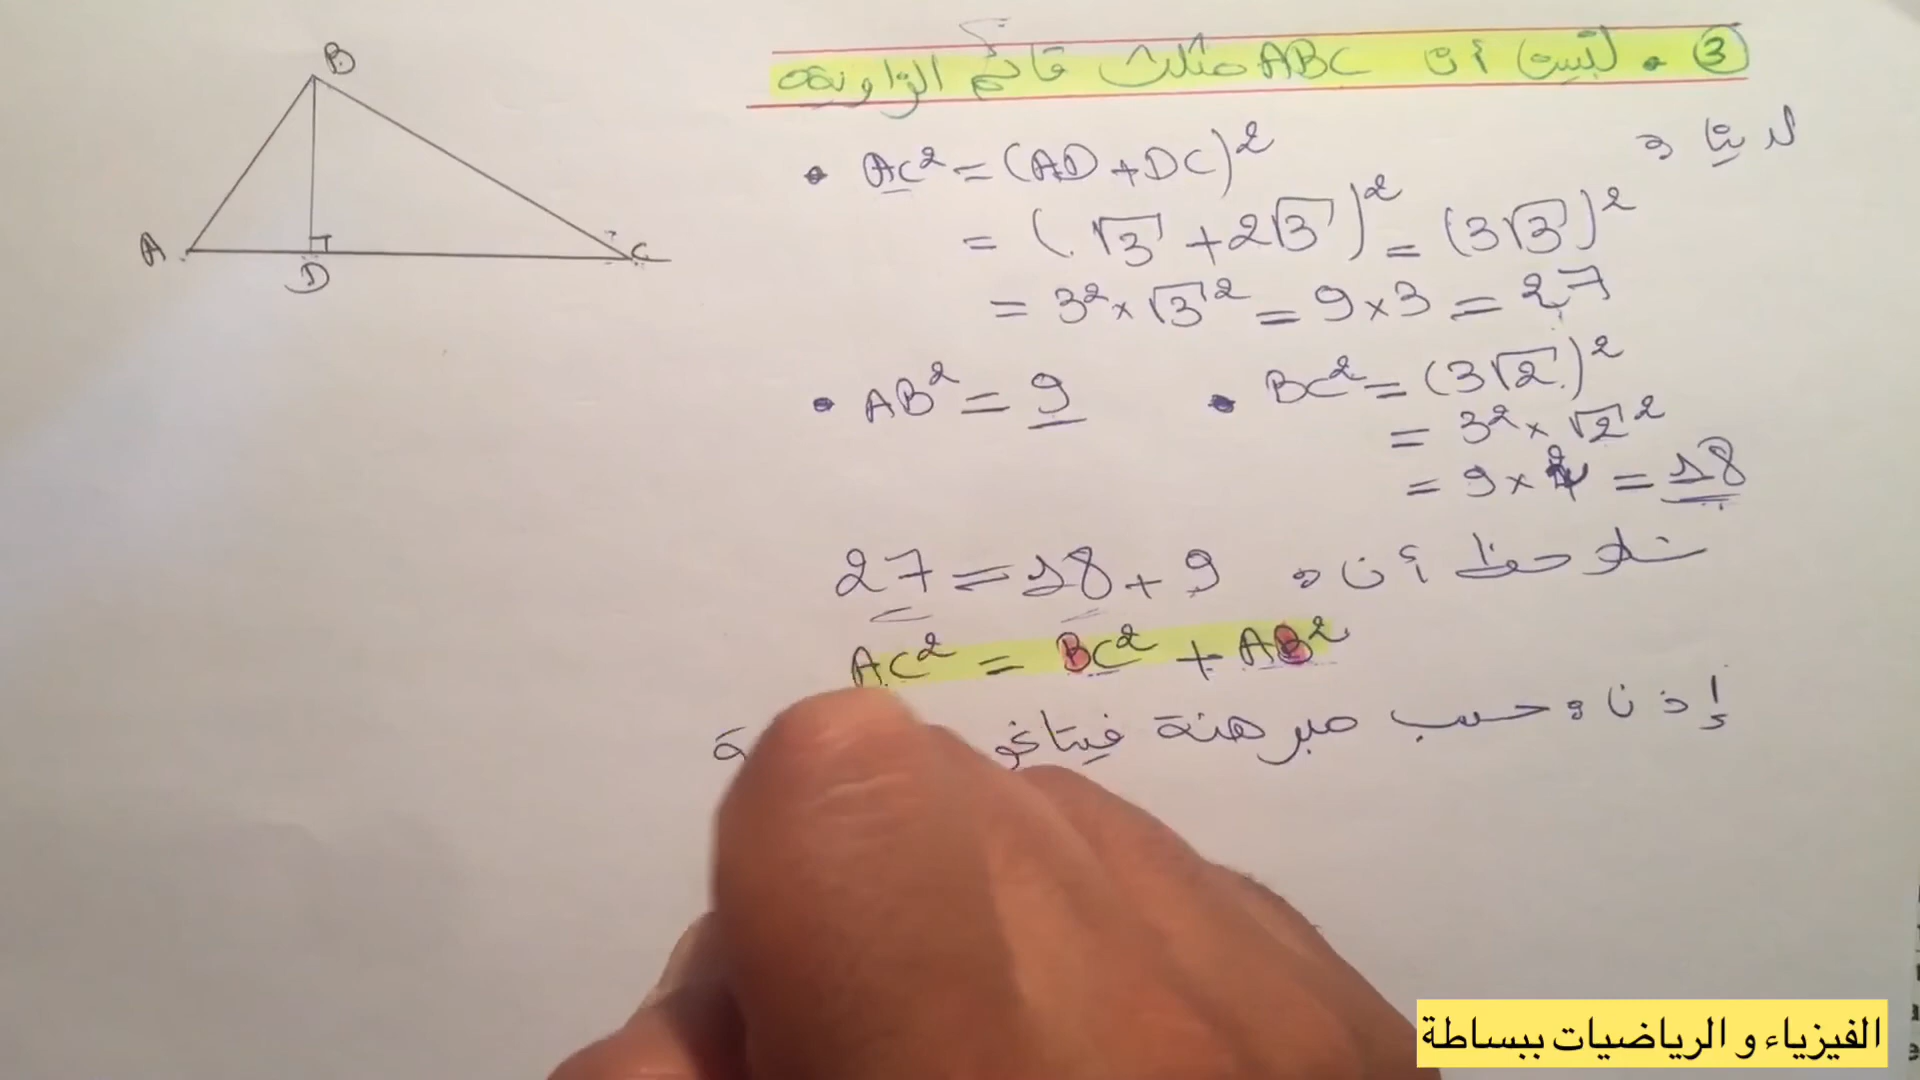 ③ • لنبين أن ABC مثلث قائم الزاوية
لدينا :
• AC² = (AD + DC)²
= (√3 + 2√3)² = (3√3)²
= 3² × √3² = 9 × 3 = 27
• AB² = 9
• BC² = (3√2)²
= 3² × √2²
= 9 × 2 = 18
نلاحظ أن : 27 = 18 + 9
AC² = BC² + AB²
إذن : حسب مبرهنة فيتاغو ة
B
A
D
C
الفيزياء و الرياضيات ببساطة